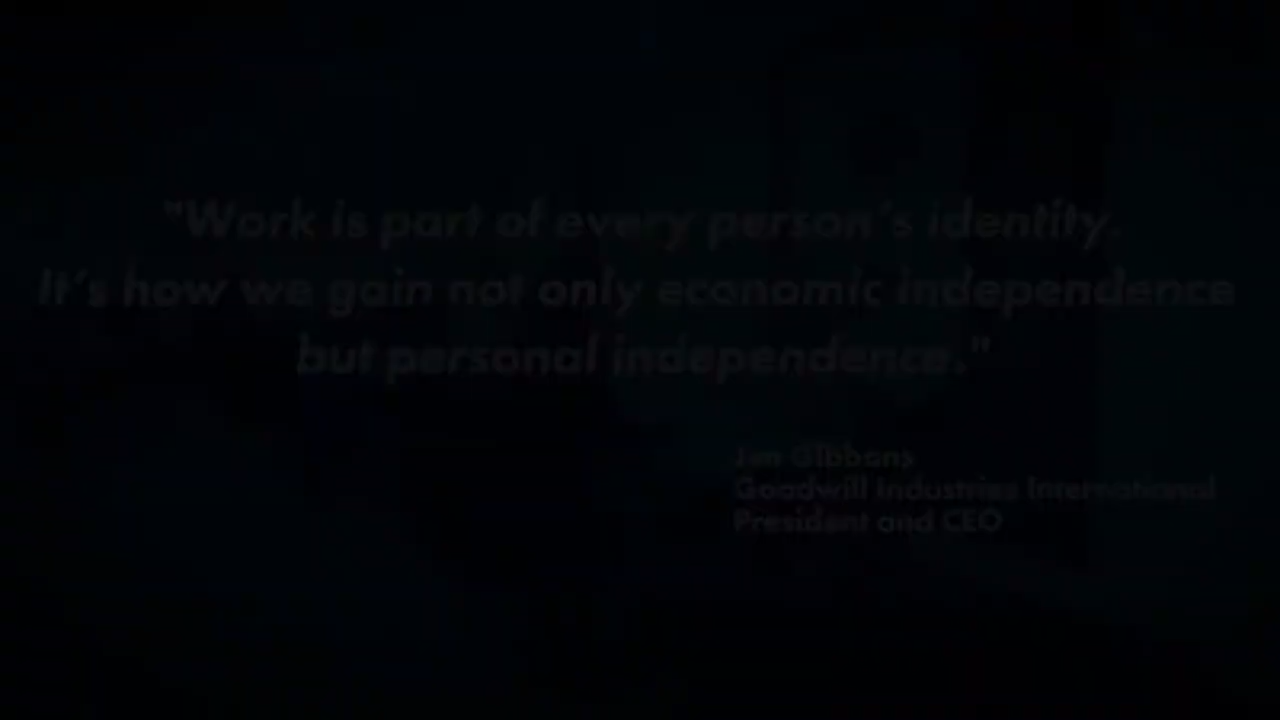 "Work is part of every person's identity.
It's how we gain not only economic independence
but personal independence."
Jim Gibbons
Goodwill Industries International
President and CEO